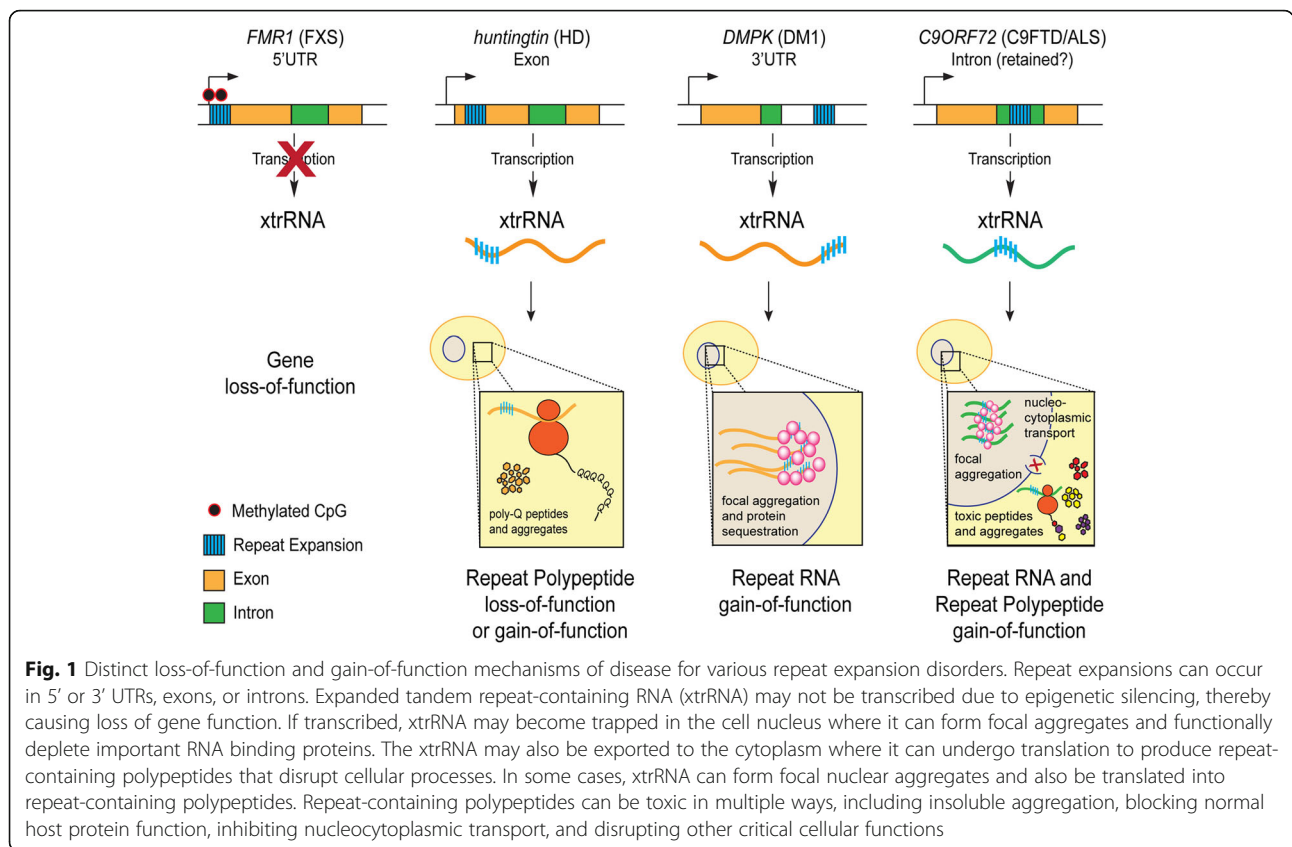 FMR1 (FXS)
5'UTR
Transcription
xtrRNA
Gene
loss-of-function
huntingtin (HD)
Exon
Transcription
xtrRNA
QQQQQQQQQ
poly-Q peptides
and aggregates
Repeat Polypeptide
loss-of-function
or gain-of-function
DMPK (DM1)
3'UTR
Transcription
xtrRNA
focal aggregation
and protein
sequestration
Repeat RNA
gain-of-function
C9ORF72 (C9FTD/ALS)
Intron (retained?)
Transcription
xtrRNA
nucleo-
cytoplasmic
transport
focal
aggregation
toxic peptides
and aggregates
Repeat RNA and
Repeat Polypeptide
gain-of-function
Methylated CpG
Repeat Expansion
Exon
Intron
Fig. 1 Distinct loss-of-function and gain-of-function mechanisms of disease for various repeat expansion disorders. Repeat expansions can occur
in 5′ or 3′ UTRs, exons, or introns. Expanded tandem repeat-containing RNA (xtrRNA) may not be transcribed due to epigenetic silencing, thereby
causing loss of gene function. If transcribed, xtrRNA may become trapped in the cell nucleus where it can form focal aggregates and functionally
deplete important RNA binding proteins. The xtrRNA may also be exported to the cytoplasm where it can undergo translation to produce repeat-
containing polypeptides that disrupt cellular processes. In some cases, xtrRNA can form focal nuclear aggregates and also be translated into
repeat-containing polypeptides. Repeat-containing polypeptides can be toxic in multiple ways, including insoluble aggregation, blocking normal
host protein function, inhibiting nucleocytoplasmic transport, and disrupting other critical cellular functions